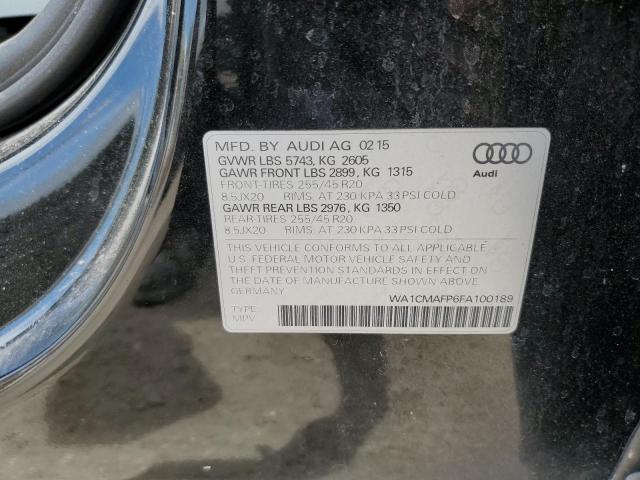 MFD. BY AUDI AG 02 15
GVWR LBS 5743, KG 2605
GAWR FRONT LBS 2899, KG 1315
FRONT-TIRES 255/45 R20
8.5JX20 RIMS, AT 230 KPA 33 PSI COLD
GAWR REAR LBS 2976, KG 1350
REAR-TIRES 255/45 R20
8.5JX20 RIMS, AT 230 KPA 33 PSI COLD
Audi
THIS VEHICLE CONFORMS TO ALL APPLICABLE
U.S. FEDERAL MOTOR VEHICLE SAFETY AND
THEFT PREVENTION STANDARDS IN EFFECT ON
THE DATE OF MANUFACTURE SHOWN ABOVE.
GERMANY
WA1CMAFP6FA100189
TYPE:
MPV